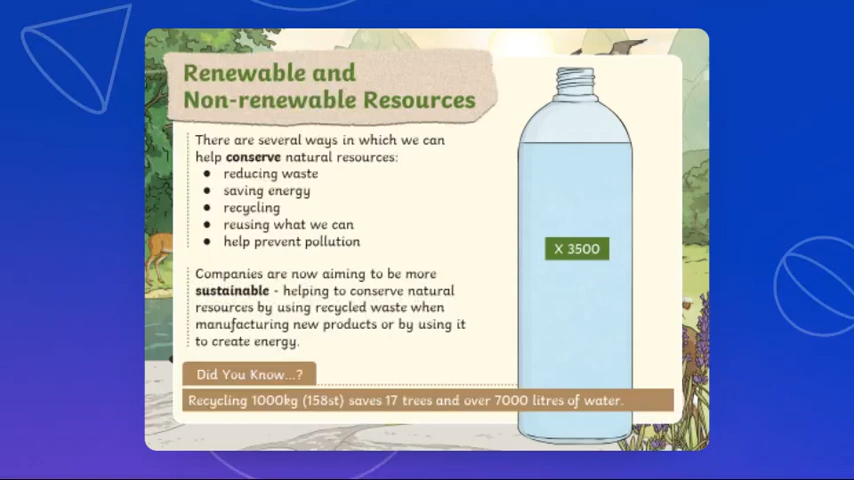 Renewable and
Non-renewable Resources
There are several ways in which we can
help conserve natural resources:
● reducing waste
● saving energy
● recycling
● reusing what we can
● help prevent pollution
Companies are now aiming to be more
sustainable - helping to conserve natural
resources by using recycled waste when
manufacturing new products or by using it
to create energy.
X 3500
Did You Know...?
Recycling 1000kg (158st) saves 17 trees and over 7000 litres of water.